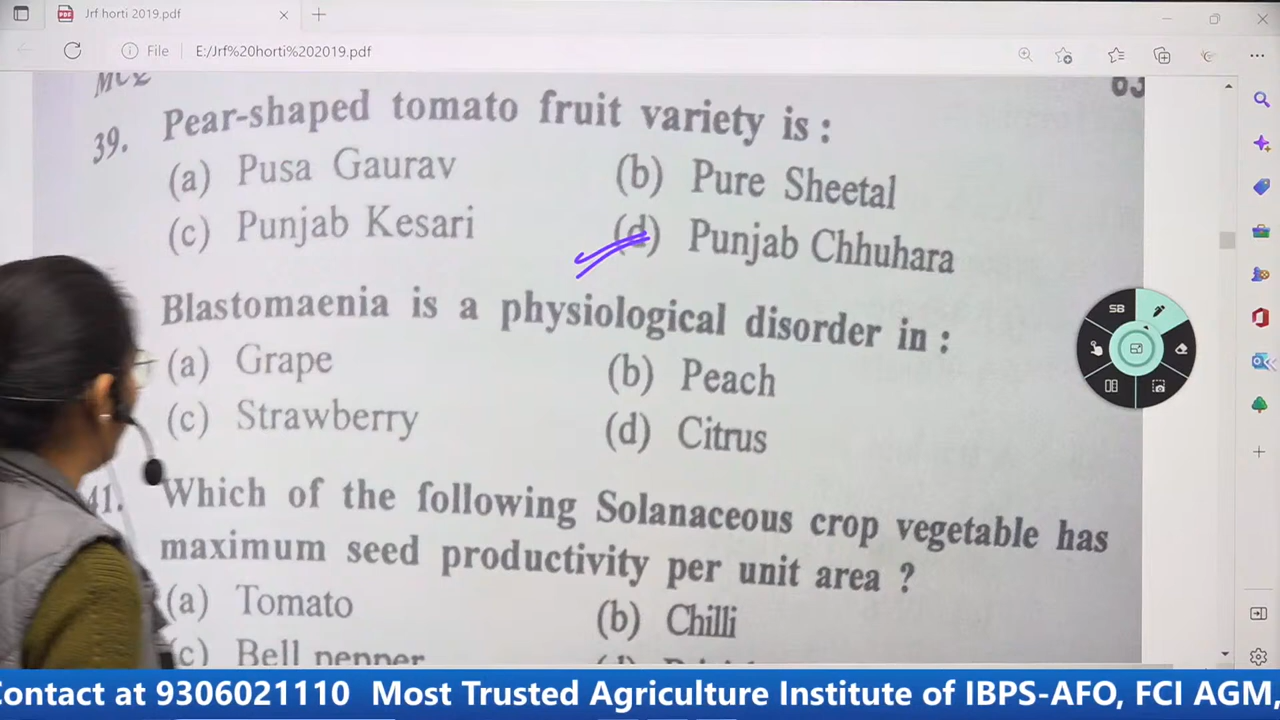 Jrf horti 2019.pdf
File E:/Jrf%20horti%202019.pdf
63
39. Pear-shaped tomato fruit variety is :
(a) Pusa Gaurav (b) Pure Sheetal
(c) Punjab Kesari (d) Punjab Chhuhara
Blastomaenia is a physiological disorder in :
(a) Grape (b) Peach
(c) Strawberry (d) Citrus
41. Which of the following Solanaceous crop vegetable has
maximum seed productivity per unit area ?
(a) Tomato (b) Chilli
(c) Bell pepper
SB
Contact at 9306021110 Most Trusted Agriculture Institute of IBPS-AFO, FCI AGM,